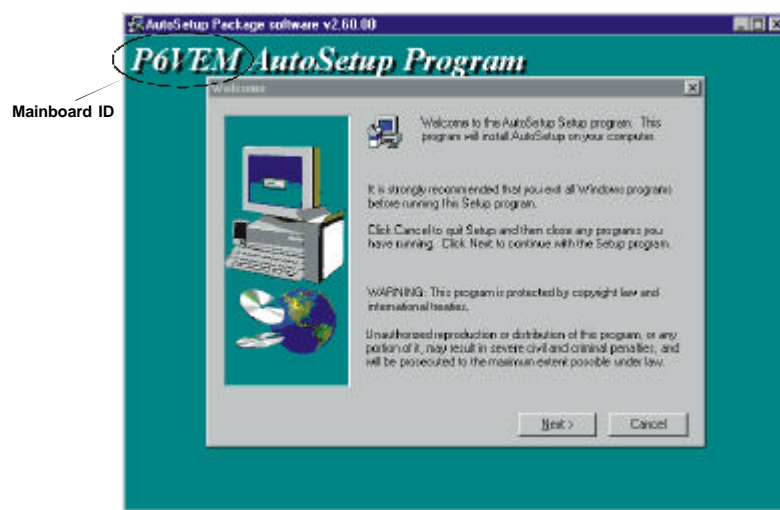 AutoSetup Package software v2.60.00
P6VEM AutoSetup Program
Mainboard ID
Welcome
Welcome to the AutoSetup Setup program. This
program will install AutoSetup on your computer.
It is strongly recommended that you exit all Windows programs
before running this Setup program.
Click Cancel to quit Setup and then close any programs you
have running. Click Next to continue with the Setup program.
WARNING: This program is protected by copyright law and
international treaties.
Unauthorized reproduction or distribution of this program, or any
portion of it, may result in severe civil and criminal penalties, and
will be prosecuted to the maximum extent possible under law.
Next >
Cancel